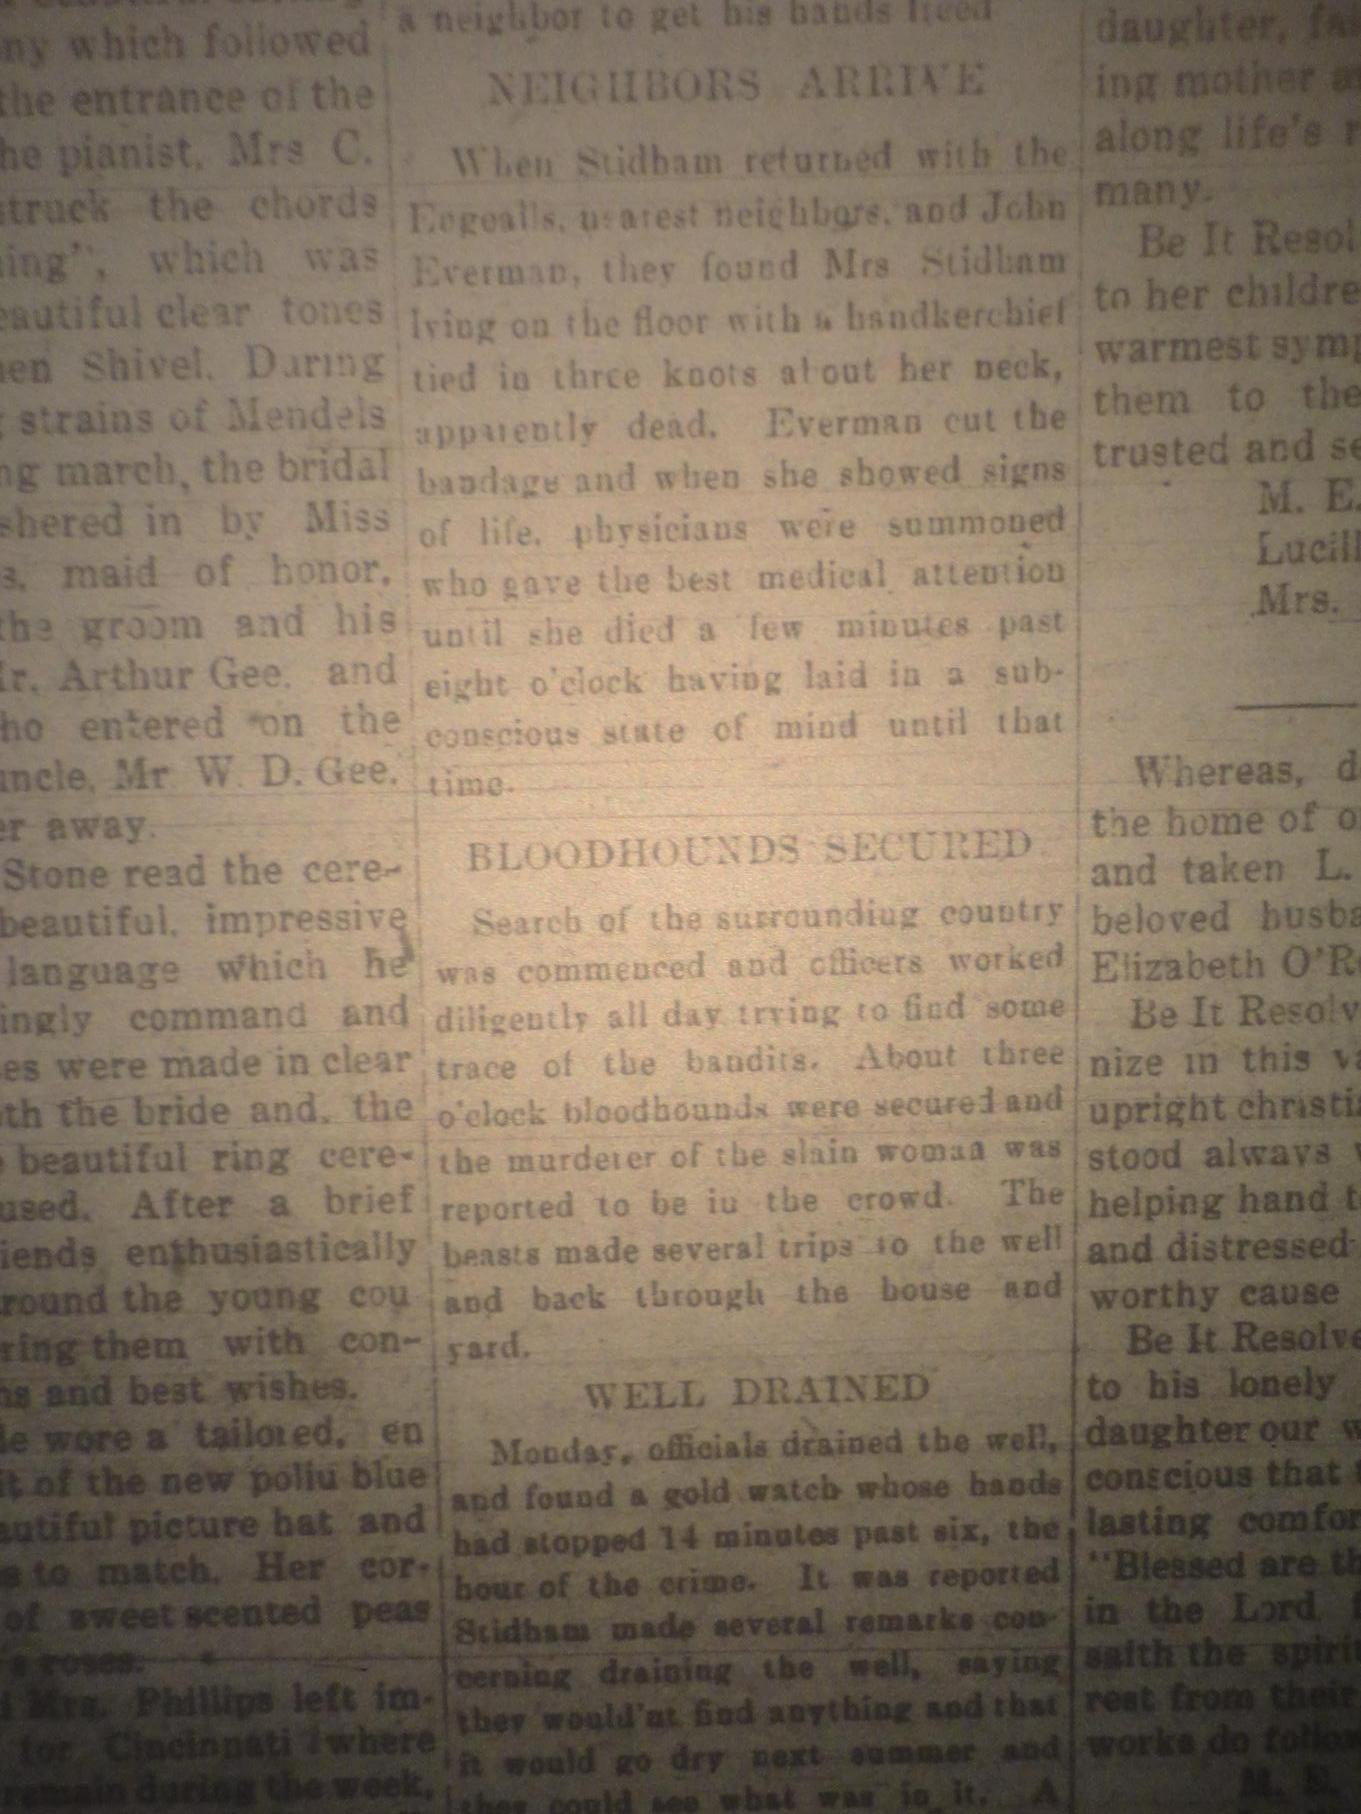 ny which followed
the entrance of the
he pianist, Mrs C.
struck the chords
ing", which was
eautiful clear tones
en Shivel. During
strains of Mendels
ng march, the bridal
shered in by Miss
s, maid of honor,
the groom and his
Ir. Arthur Gee, and
ho entered on the
uncle, Mr W. D. Gee,
er away.
Stone read the cere-
beautiful, impressive
language which he
ingly command and
es were made in clear
oth the bride and, the
beautiful ring cere-
used. After a brief
iends enthusiastically
round the young cou
ring them with con-
ns and best wishes.
le wore a tailored, en
it of the new poliu blue
autiful picture hat and
s to match. Her cor-
of sweet scented peas
roses.
Mrs. Phillips left im-
for Cincinnati where
remain during the week,
a neighbor to get his hands freed
NEIGHBORS ARRIVE
When Stidham returned with the
nearest neighbors, and John
Everman, they found Mrs Stidham
lying on the floor with a handkerchief
tied in three knots about her neck,
apparently dead. Everman cut the
bandage and when she showed signs
of life, physicians were summoned
who gave the best medical attention
until she died a few minutes past
eight o'clock having laid in a sub-
conscious state of mind until that
time.
BLOODHOUNDS SECURED
Search of the surrounding country
was commenced and officers worked
diligently all day trying to find some
trace of the bandits. About three
o'clock bloodhounds were secured and
the murderer of the slain woman was
reported to be in the crowd. The
beasts made several trips to the well
and back through the house and
yard.
WELL DRAINED
Monday, officials drained the well,
and found a gold watch whose hands
had stopped 14 minutes past six, the
hour of the crime. It was reported
Stidham made several remarks con-
cerning draining the well, saying
they would'nt find anything and that
it would go dry next summer and
they could see what was in it. A
daughter, fa
ing mother a
along life's r
many.
Be It Resol
to her childre
warmest symp
them to the
trusted and se
M. E.
Lucill
Mrs.
Whereas, d
the home of o
and taken L.
beloved husba
Elizabeth O'R
Be It Resolv
nize in this va
upright christi
stood always
helping hand t
and distressed
worthy cause
Be It Resolve
to his lonely
daughter our w
conscious that
lasting comfor
"Blessed are th
in the Lord f
saith the spirit
rest from their
works do follow
M. E.